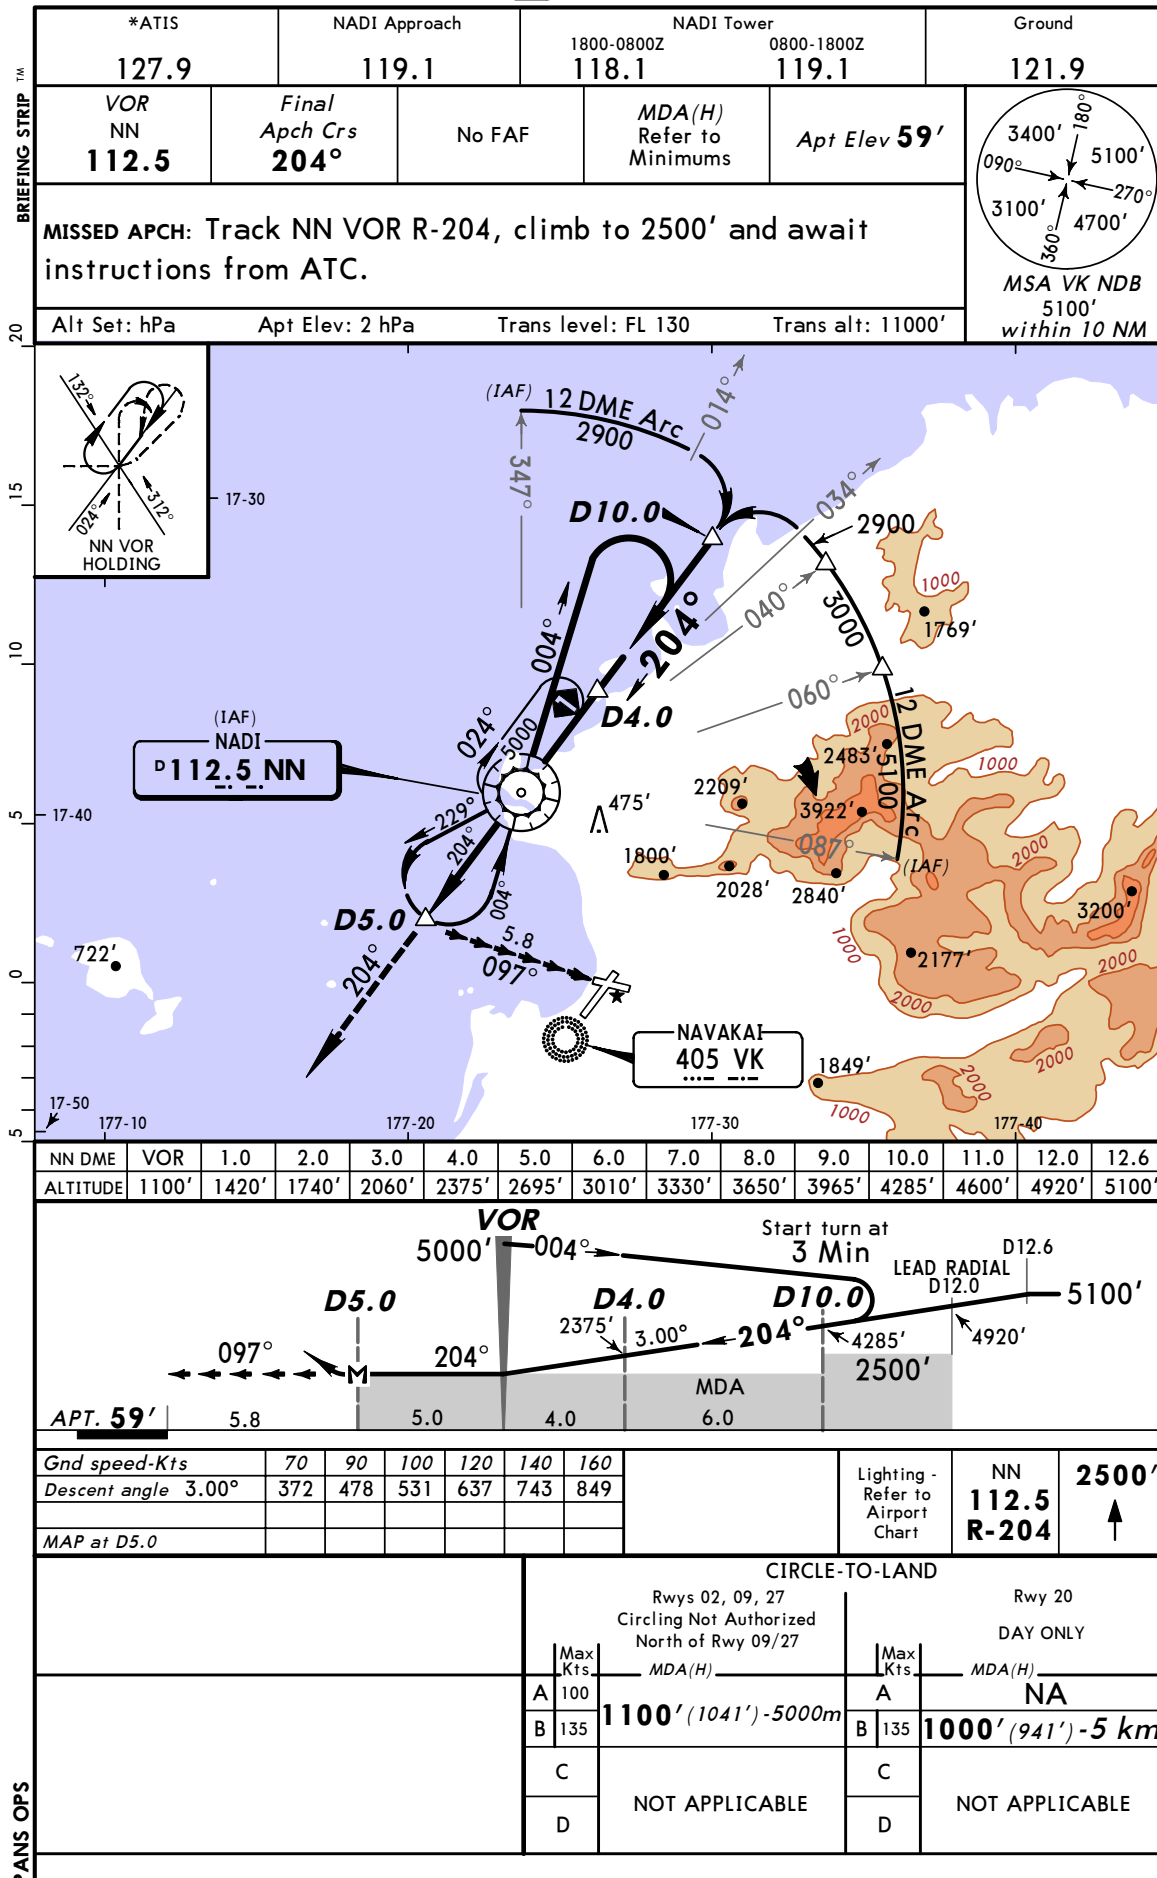 *ATIS
127.9
NADI Approach
119.1
NADI Tower
1800-0800Z 0800-1800Z
118.1 119.1
Ground
121.9
BRIEFING STRIP TM
VOR
NN
112.5
Final
Apch Crs
204°
No FAF
MDA(H)
Refer to
Minimums
Apt Elev 59'
MISSED APCH: Track NN VOR R-204, climb to 2500' and await
instructions from ATC.
Alt Set: hPa Apt Elev: 2 hPa Trans level: FL 130 Trans alt: 11000'
180°
3400'
5100'
090°
270°
3100'
4700'
360°
MSA VK NDB
5100'
within 10 NM
20
15
10
5
0
5
132°
024°
312°
NN VOR
HOLDING
17-30
(IAF)
12 DME Arc
2900
014°
347°
D10.0
034°
2900
1000
1769'
040°
3000
004°
204°
060°
D4.0
12 DME Arc
5100
(IAF)
NADI
D 112.5 NN
024°
5000
2000
2483'
1000
2209'
3922'
475'
17-40
229°
204°
087°
(IAF)
1800'
2028'
2840'
2000
3200'
D5.0
004°
5.8
097°
722'
204°
1000
2177'
2000
2000
NAVAKAI
405 VK
1849'
1000
2000
2000
17-50
177-10
177-20
177-30
177-40
NN DME VOR 1.0 2.0 3.0 4.0 5.0 6.0 7.0 8.0 9.0 10.0 11.0 12.0 12.6
ALTITUDE 1100' 1420' 1740' 2060' 2375' 2695' 3010' 3330' 3650' 3965' 4285' 4600' 4920' 5100'
VOR
5000' 004°
Start turn at
3 Min
D12.6
LEAD RADIAL
D12.0
5100'
D5.0
D4.0
D10.0
2375'
3.00°
204°
4285'
4920'
097°
204°
2500'
MDA
APT. 59'
5.8 5.0 4.0 6.0
Gnd speed-Kts 70 90 100 120 140 160
Descent angle 3.00° 372 478 531 637 743 849
MAP at D5.0
Lighting -
Refer to
Airport
Chart
NN
112.5
R-204
2500'
CIRCLE-TO-LAND
Rwys 02, 09, 27
Circling Not Authorized
North of Rwy 09/27
Rwy 20
DAY ONLY
Max
Kts
MDA(H)
Max
Kts
MDA(H)
A 100
B 135
1100' (1041') -5000m
A NA
B 135 1000' (941') -5 km
C
D
NOT APPLICABLE
C
D
NOT APPLICABLE
PANS OPS